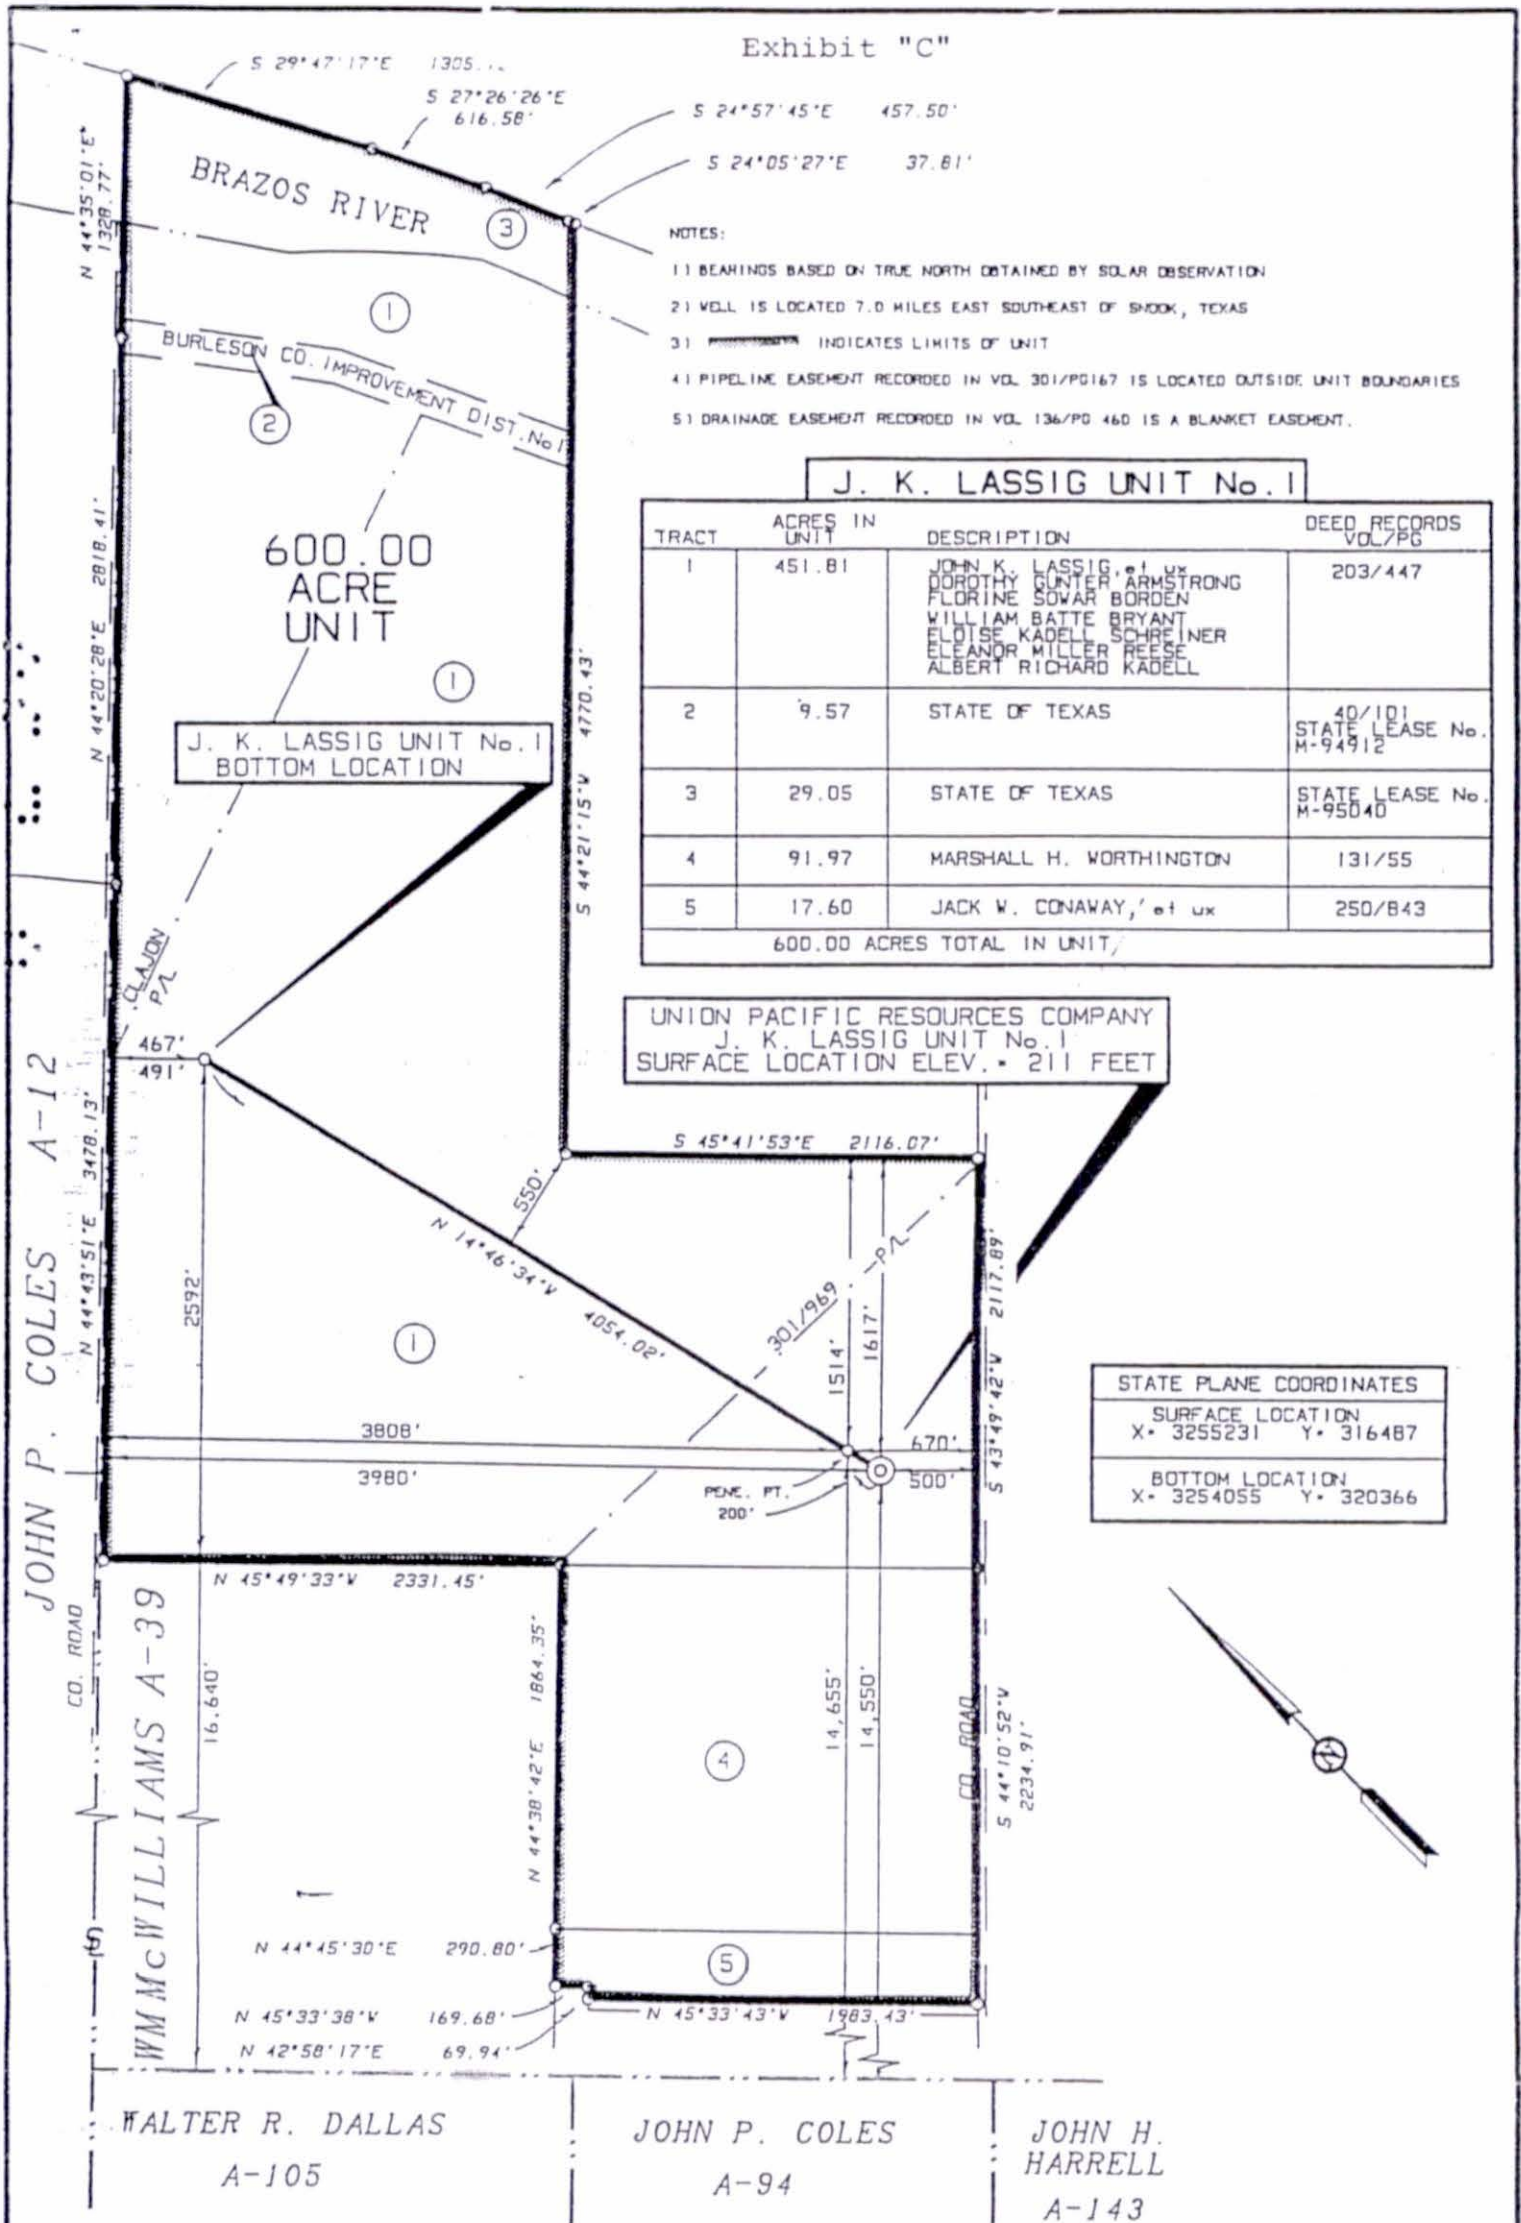 Exhibit "C"
S 29°47'17"E 1305.
S 27°26'26"E
616.58'
S 24°57'45"E 457.50'
S 24°05'27"E 37.81'
N 44°35'01"E
1328.77'
BRAZOS RIVER
3
1
BURLESON CO. IMPROVEMENT DIST. No 1
2
NOTES:
1) BEARINGS BASED ON TRUE NORTH OBTAINED BY SOLAR OBSERVATION
2) WELL IS LOCATED 7.0 MILES EAST SOUTHEAST OF SNOOK, TEXAS
3) INDICATES LIMITS OF UNIT
4) PIPELINE EASEMENT RECORDED IN VOL 301/PG167 IS LOCATED OUTSIDE UNIT BOUNDARIES
5) DRAINAGE EASEMENT RECORDED IN VOL 136/PG 460 IS A BLANKET EASEMENT.
J. K. LASSIG UNIT No. 1
TRACT ACRES IN UNIT DESCRIPTION DEED RECORDS VOL/PG
1 451.81 JOHN K. LASSIG, et ux 203/447
DOROTHY GUNTER ARMSTRONG
FLORINE SOWAR BORDEN
WILLIAM BATTE BRYANT
ELOISE KADELL SCHREINER
ELEANOR MILLER REESE
ALBERT RICHARD KADELL
2 9.57 STATE OF TEXAS 40/101
STATE LEASE No.
M-94912
3 29.05 STATE OF TEXAS STATE LEASE No.
M-95040
4 91.97 MARSHALL H. WORTHINGTON 131/55
5 17.60 JACK W. CONAWAY, et ux 250/843
600.00 ACRES TOTAL IN UNIT
600.00
ACRE
UNIT
1
N 44°20'28"E 2818.41'
S 44°21'15"W 4770.43'
J. K. LASSIG UNIT No. 1
BOTTOM LOCATION
CLAJON
P/L
467'
491'
UNION PACIFIC RESOURCES COMPANY
J. K. LASSIG UNIT No. 1
SURFACE LOCATION ELEV. = 211 FEET
JOHN P. COLES A-12
N 44°43'51"E 3478.13'
S 45°41'53"E 2116.07'
550'
N 14°46'34"W 4054.02'
2592'
1
301/969
P/L
1514'
1617'
S 43°49'42"W 2117.89'
3808'
670'
3980'
500'
PENE. PT.
200'
STATE PLANE COORDINATES
SURFACE LOCATION
X= 3255231 Y= 316487
BOTTOM LOCATION
X= 3254055 Y= 320366
N 45°49'33"W 2331.45'
CO. ROAD
WM McWILLIAMS A-39
16.640'
N 44°38'42"E 1864.35'
4
14,655'
14,550'
CO. ROAD
S 44°10'52"W
2234.91'
N 44°45'30"E 290.80'
5
N 45°33'38"W 169.68'
N 45°33'43"W 1983.43'
N 42°58'17"E 69.94'
WALTER R. DALLAS
A-105
JOHN P. COLES
A-94
JOHN H.
HARRELL
A-143